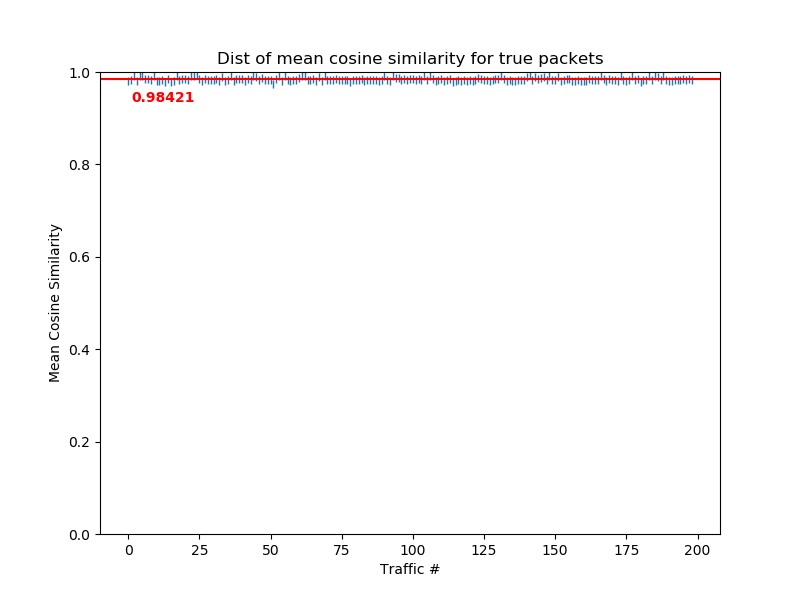 Dist of mean cosine similarity for true packets
1.0
0.98421
0.8
0.6
0.4
0.2
0.0
Mean Cosine Similarity
0 25 50 75 100 125 150 175 200
Traffic #